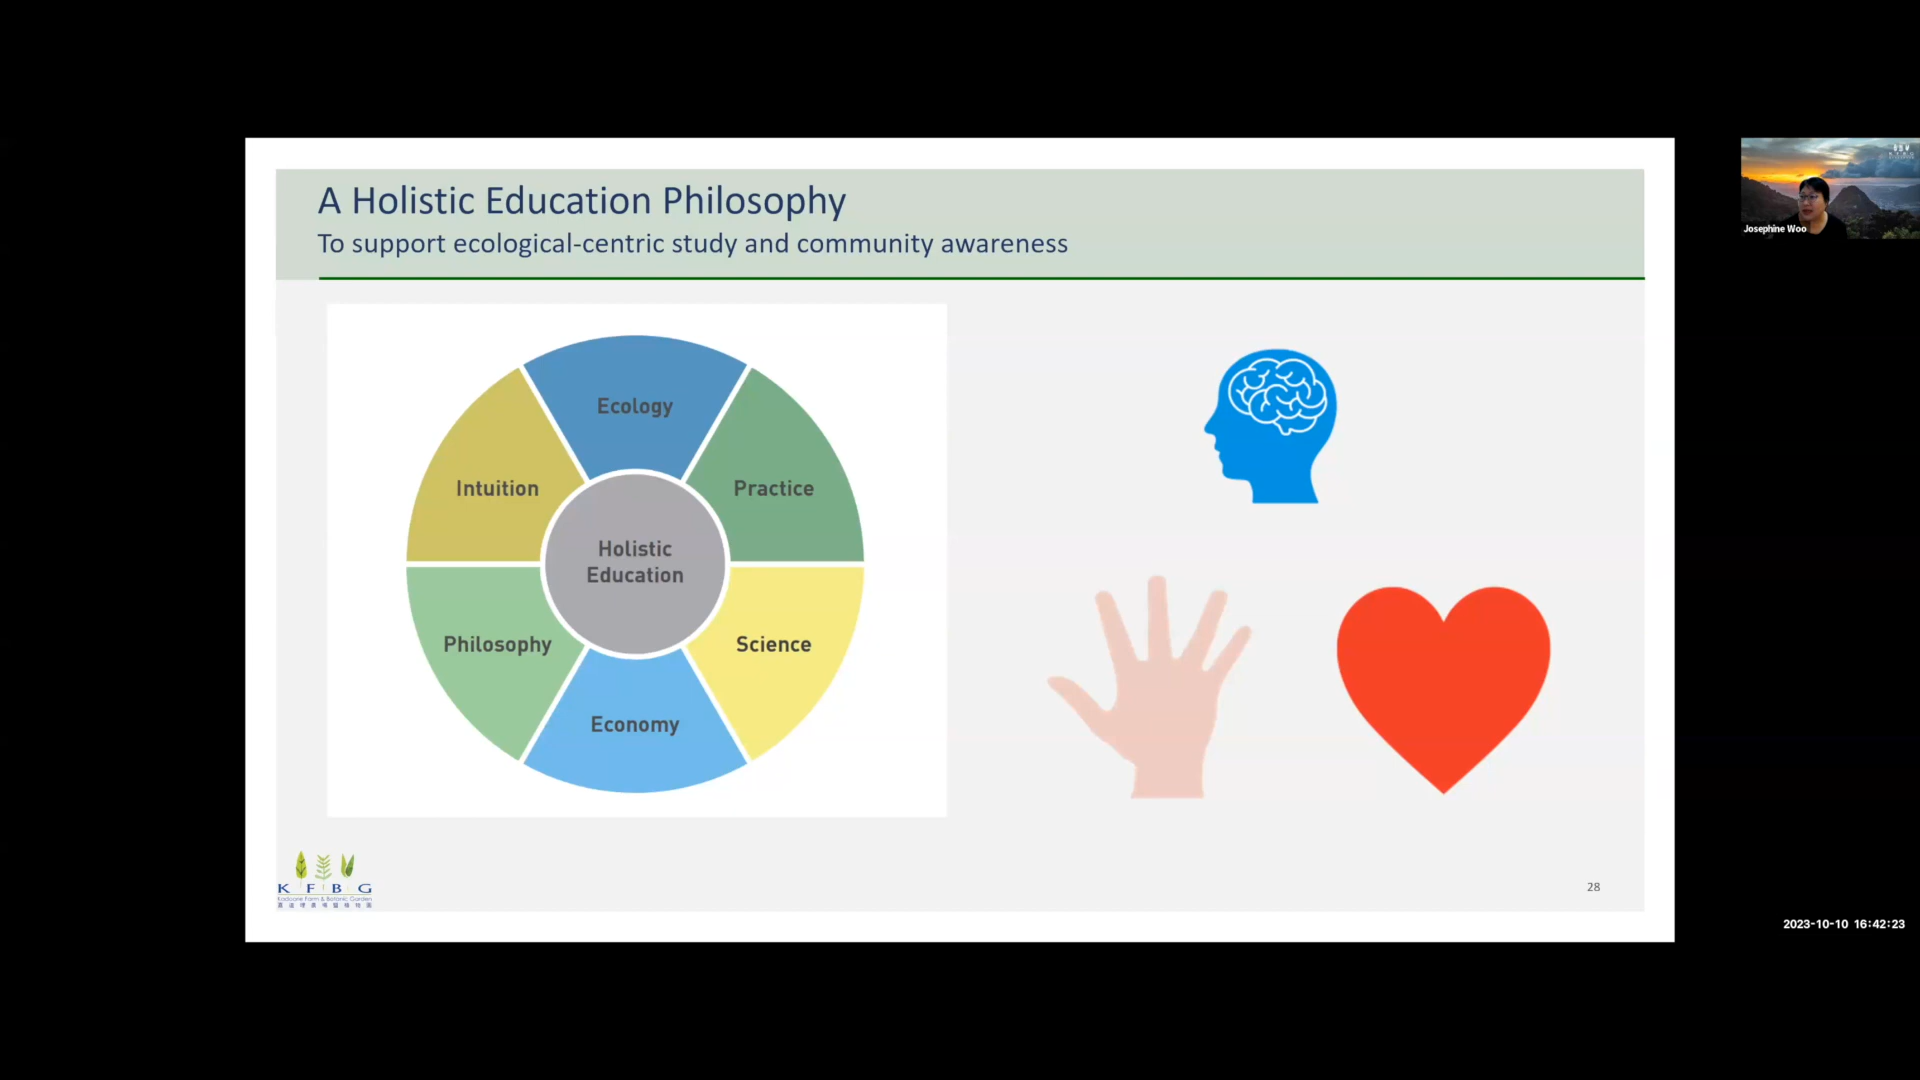 A Holistic Education Philosophy
To support ecological-centric study and community awareness
Ecology
Intuition
Practice
Holistic
Education
Philosophy
Science
Economy
K F B G
Kadoorie Farm & Botanic Garden
嘉道理農場暨植物園
28
Josephine Woo
2023-10-10 16:42:23